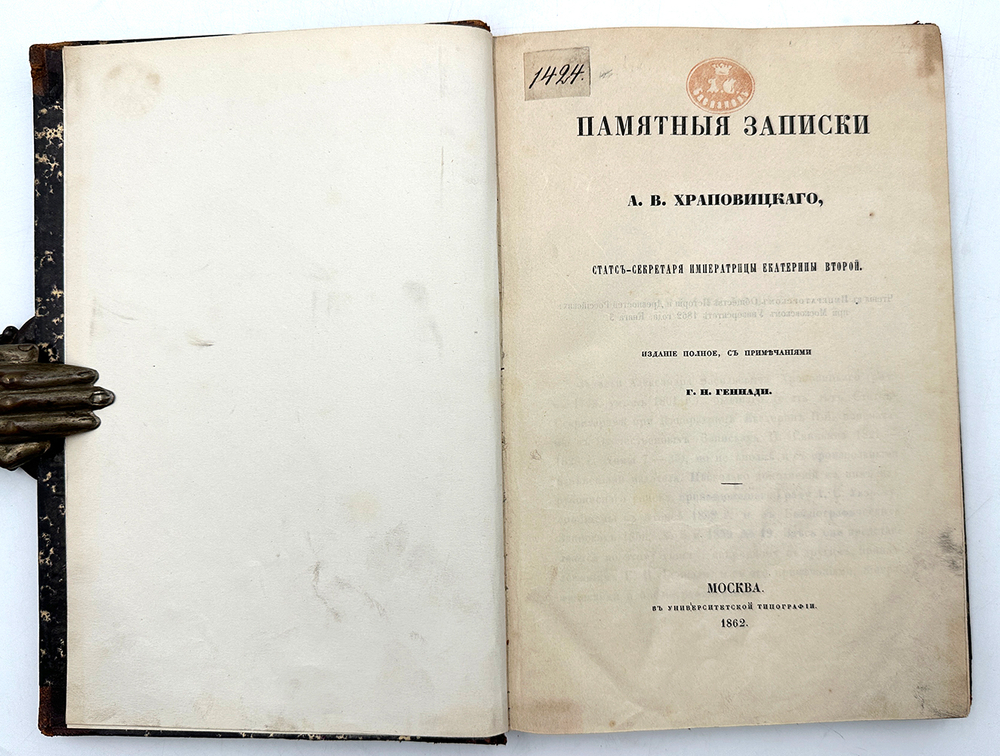 1424.
ПАМЯТНЫЯ ЗАПИСКИ
А. В. ХРАПОВИЦКАГО,
СТАТСЪ-СЕКРЕТАРЯ ИМПЕРАТРИЦЫ ЕКАТЕРИНЫ ВТОРОЙ.
ИЗДАНІЕ ПОЛНОЕ, СЪ ПРИМѢЧАНІЯМИ
Г. Н. ГЕННАДИ.
МОСКВА.
ВЪ УНИВЕРСИТЕТСКОЙ ТИПОГРАФІИ.
1862.